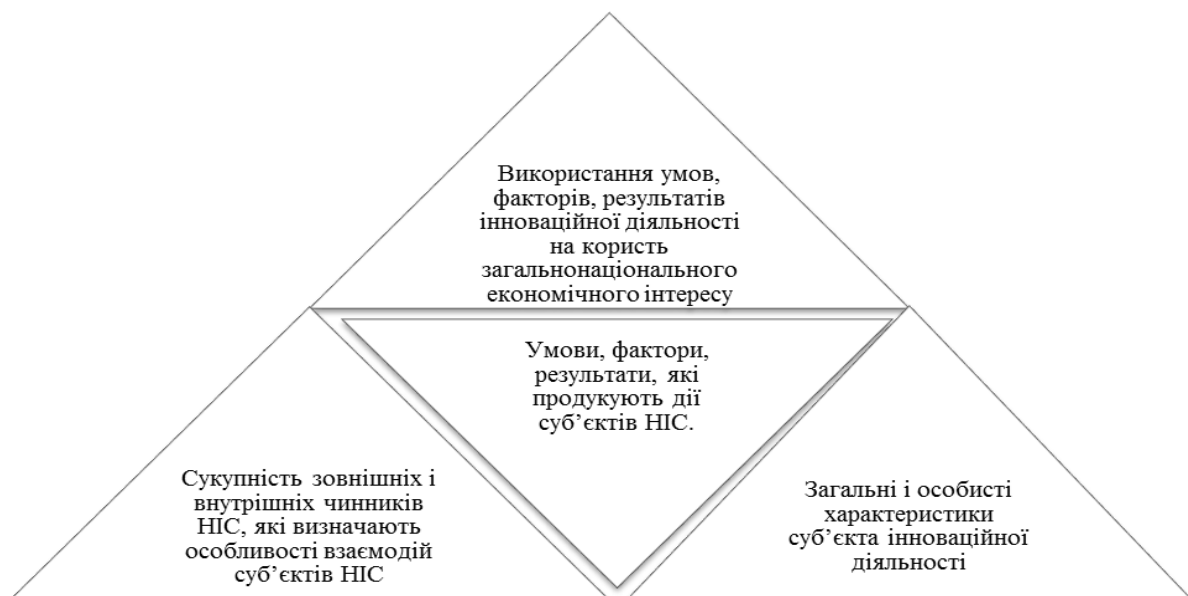 Використання умов,
факторів, результатів
інноваційної діяльності
на користь
загальнонаціонального
економічного інтересу
Умови, фактори,
результати, які
продукують дії
суб’єктів НІС.
Сукупність зовнішніх і
внутрішніх чинників
НІС, які визначають
особливості взаємодій
суб’єктів НІС
Загальні і особисті
характеристики
суб’єкта інноваційної
діяльності